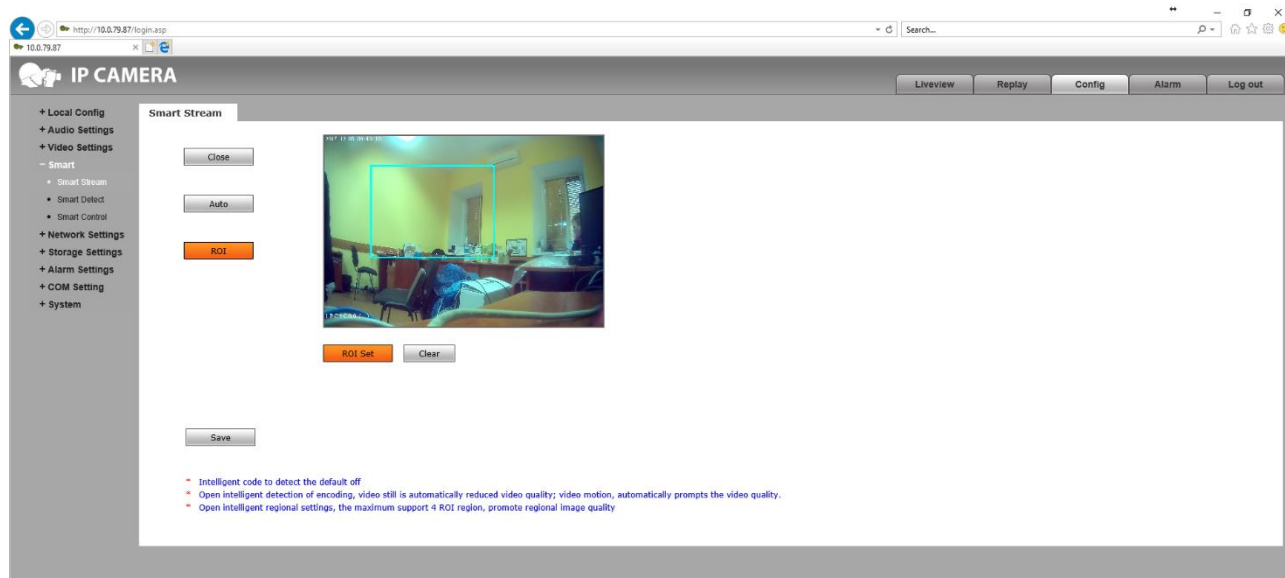 http://10.0.79.87/login.asp
Search...
10.0.79.87
IP CAMERA
Liveview
Replay
Config
Alarm
Log out
+ Local Config
+ Audio Settings
+ Video Settings
− Smart
• Smart Stream
• Smart Detect
• Smart Control
+ Network Settings
+ Storage Settings
+ Alarm Settings
+ COM Setting
+ System
Smart Stream
Close
Auto
ROI
ROI Set
Clear
Save
* Intelligent code to detect the default off
* Open intelligent detection of encoding, video still is automatically reduced video quality; video motion, automatically prompts the video quality.
* Open intelligent regional settings, the maximum support 4 ROI region, promote regional image quality